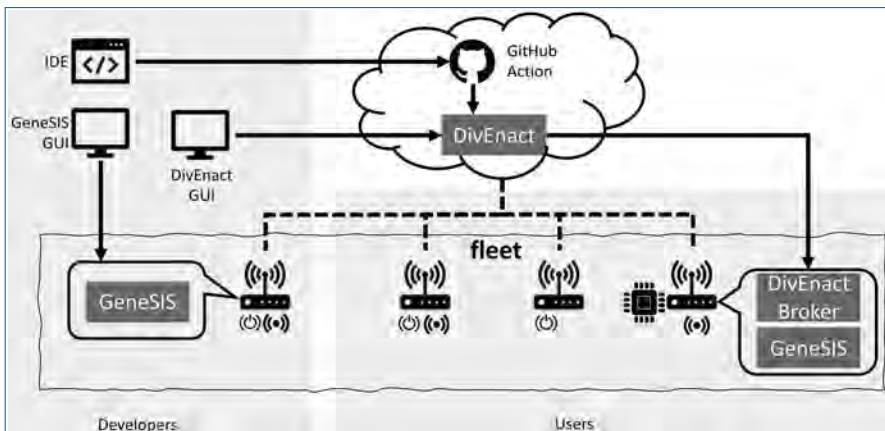 IDE
</>
GitHub
Action
GeneSIS
GUI
DivEnact
DivEnact
GUI
fleet
GeneSIS
DivEnact
Broker
GeneSIS
Developers
Users